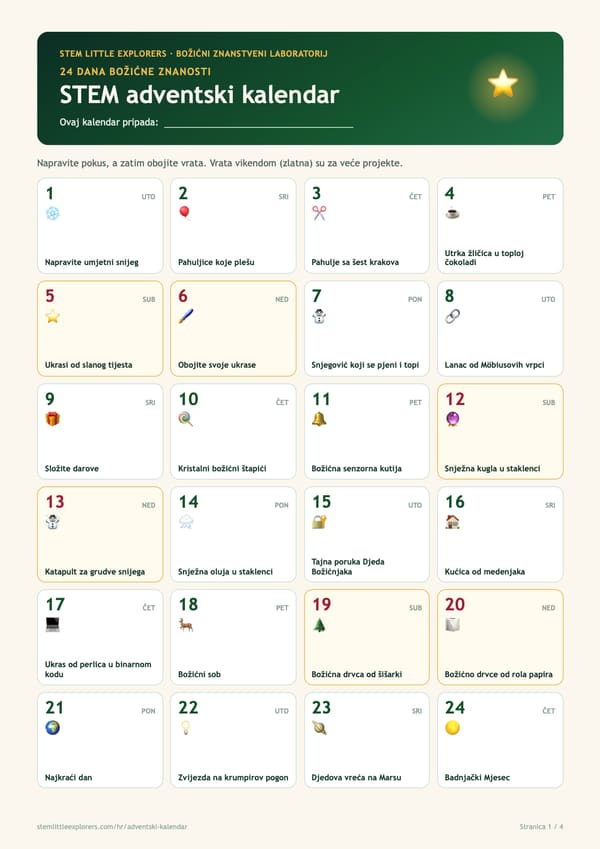 STEM LITTLE EXPLORERS · BOŽIĆNI ZNANSTVENI LABORATORIJ
24 DANA BOŽIĆNE ZNANOSTI
STEM adventski kalendar
Ovaj kalendar pripada: ___________________________________
Napravite pokus, a zatim obojite vrata. Vrata vikendom (zlatna) su za veće projekte.
1 UTO
Napravite umjetni snijeg
2 SRI
Pahuljice koje plešu
3 ČET
Pahulje sa šest krakova
4 PET
Utrka žličica u toploj
čokoladi
5 SUB
Ukrasi od slanog tijesta
6 NED
Obojite svoje ukrase
7 PON
Snjegović koji se pjeni i topi
8 UTO
Lanac od Möbiusovih vrpci
9 SRI
Složite darove
10 ČET
Kristalni božićni štapići
11 PET
Božićna senzorna kutija
12 SUB
Snježna kugla u staklenci
13 NED
Katapult za grudve snijega
14 PON
Snježna oluja u staklenci
15 UTO
Tajna poruka Djeda
Božićnjaka
16 SRI
Kućica od medenjaka
17 ČET
Ukras od perlica u binarnom
kodu
18 PET
Božićni sob
19 SUB
Božićna drvca od šišarki
20 NED
Božićno drvce od rola papira
21 PON
Najkraći dan
22 UTO
Zvijezda na krumpirov pogon
23 SRI
Djedova vreća na Marsu
24 ČET
Badnjački Mjesec
stemlittleexplorers.com/hr/adventski-kalendar
Stranica 1 / 4